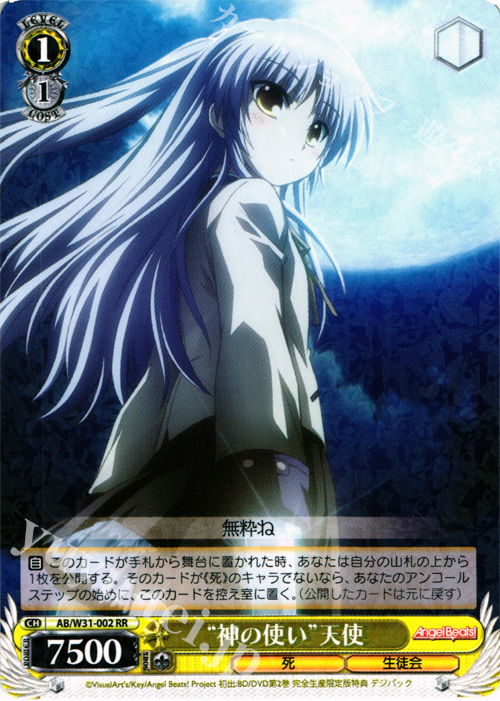 LEVEL
1
1
COST
無粋ね
自 このカードが手札から舞台に置かれた時、あなたは自分の山札の上から
1枚を公開する。そのカードが《死》のキャラでないなら、あなたのアンコール
ステップの始めに、このカードを控え室に置く。(公開したカードは元に戻す)
CH AB/W31-002 RR
“神の使い”天使
Angel Beats!
POWER 7500 SOUL
死 生徒会
©VisualArt's/Key/Angel Beats! Project 初出:BD/DVD第2巻 完全生産限定版特典 デジパック
yuyu-tei.jp